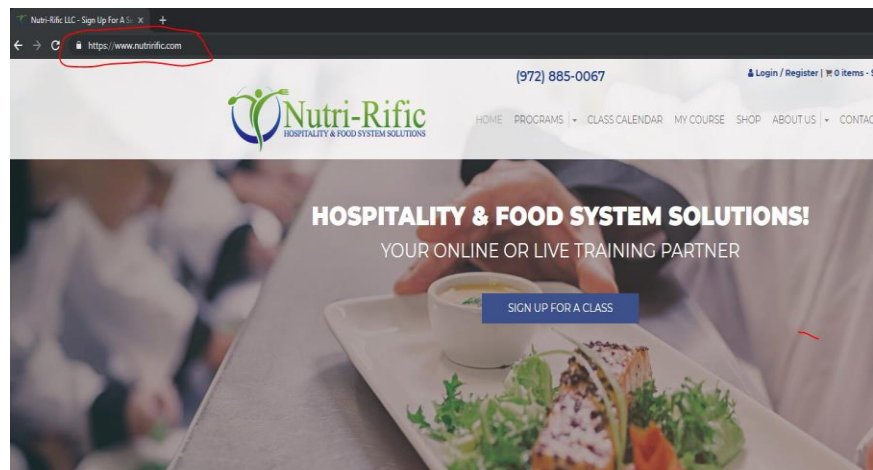 Nutri-Rific LLC - Sign Up For A S
https://www.nutrirific.com
(972) 885-0067
Login / Register | 0 items -
Nutri-Rific
HOSPITALITY & FOOD SYSTEM SOLUTIONS
HOME PROGRAMS CLASS CALENDAR MY COURSE SHOP ABOUT US CONTAC
HOSPITALITY & FOOD SYSTEM SOLUTIONS!
YOUR ONLINE OR LIVE TRAINING PARTNER
SIGN UP FOR A CLASS